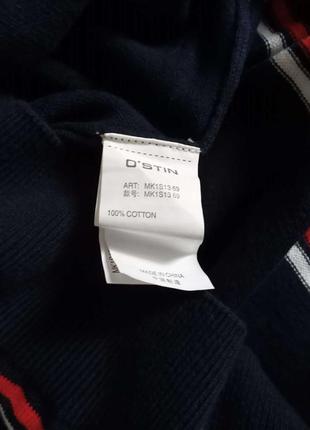 D'STIN
ART: MK1S13 69
款号: MK1S13 69
100% COTTON
MADE IN CHINA